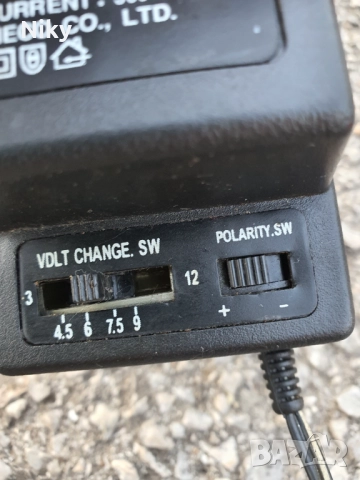 CURRENT
Niky
CO., LTD.
VDLT CHANGE. SW
POLARITY.SW
3
12
4.5 6 7.5 9
+ −
BAZAR